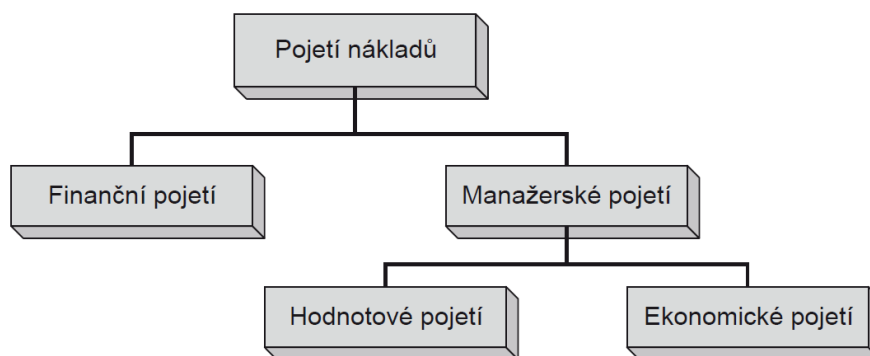 Pojetí nákladů
Finanční pojetí
Manažerské pojetí
Hodnotové pojetí
Ekonomické pojetí